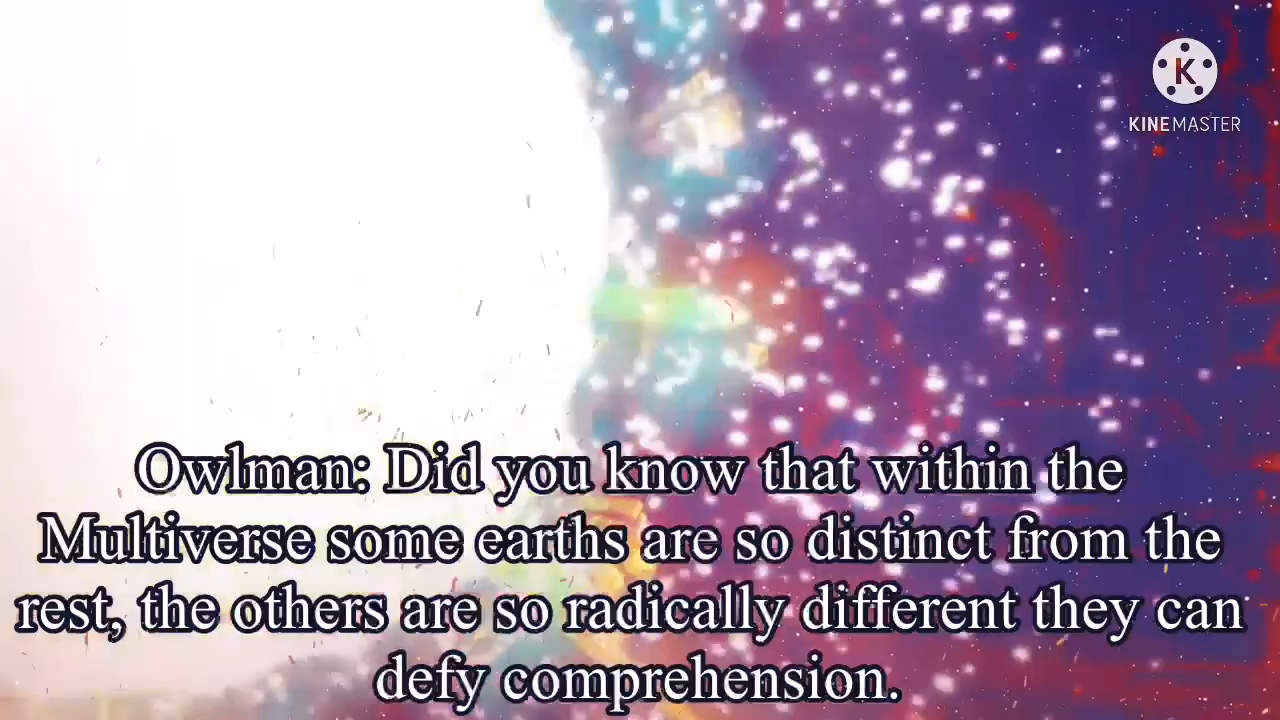 K
KINEMASTER
Owlman: Did you know that within the
Multiverse some earths are so distinct from the
rest, the others are so radically different they can
defy comprehension.